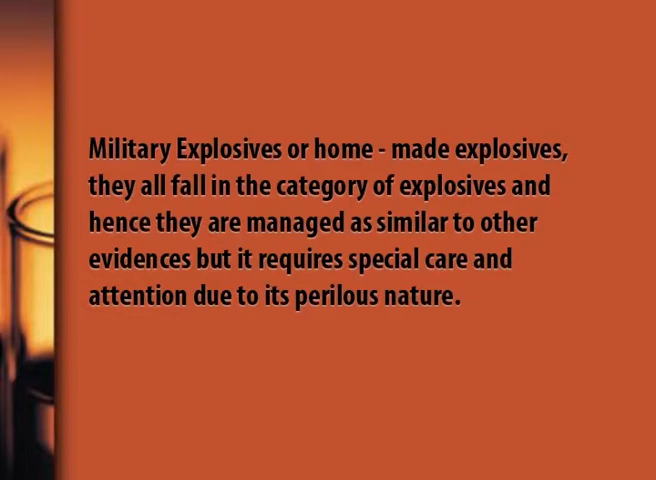 Military Explosives or home - made explosives,
they all fall in the category of explosives and
hence they are managed as similar to other
evidences but it requires special care and
attention due to its perilous nature.